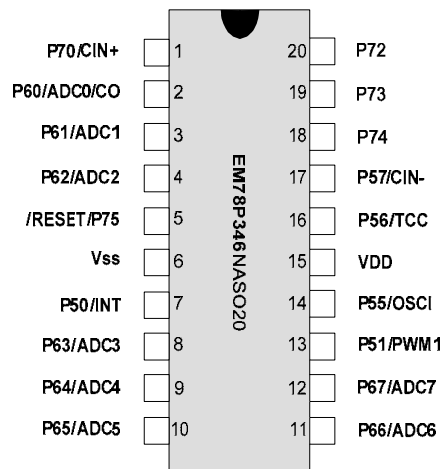 P70/CIN+ 1 20 P72
P60/ADC0/CO 2 19 P73
P61/ADC1 3 18 P74
P62/ADC2 4 17 P57/CIN-
/RESET/P75 5 16 P56/TCC
Vss 6 15 VDD
P50/INT 7 14 P55/OSCI
P63/ADC3 8 13 P51/PWM1
P64/ADC4 9 12 P67/ADC7
P65/ADC5 10 11 P66/ADC6
EM78P346NASO20